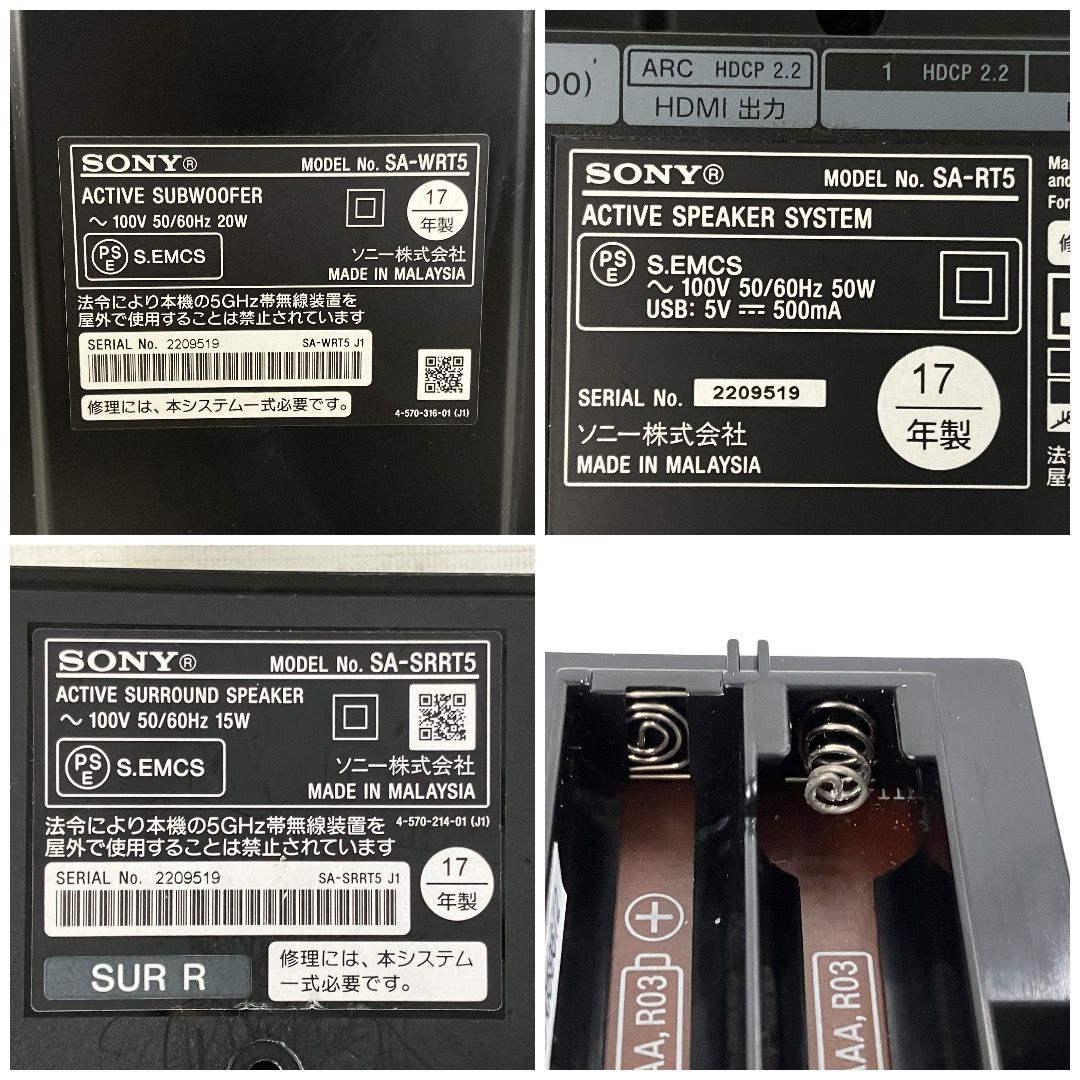 SONY® MODEL No. SA-WRT5
ACTIVE SUBWOOFER
～ 100V 50/60Hz 20W
17
年製
PS
E
S.EMCS
ソニー株式会社
MADE IN MALAYSIA
法令により本機の5GHz帯無線装置を
屋外で使用することは禁止されています
SERIAL No. 2209519 SA-WRT5 J1
修理には、本システム一式必要です。
4-570-316-01 (J1)
00)
ARC HDCP 2.2
HDMI 出力
1 HDCP 2.2
SONY® MODEL No. SA-RT5
ACTIVE SPEAKER SYSTEM
PS
E
S.EMCS
～ 100V 50/60Hz 50W
USB: 5V ⎓ 500mA
SERIAL No. 2209519
17
年製
ソニー株式会社
MADE IN MALAYSIA
Ma
and
For
修
法令
屋外
SONY® MODEL No. SA-SRRT5
ACTIVE SURROUND SPEAKER
～ 100V 50/60Hz 15W
PS
E
S.EMCS
ソニー株式会社
MADE IN MALAYSIA
法令により本機の5GHz帯無線装置を 4-570-214-01 (J1)
屋外で使用することは禁止されています
SERIAL No. 2209519 SA-SRRT5 J1
17
年製
SUR R
修理には、本システム
一式必要です。
AA, R03
AAA, R03